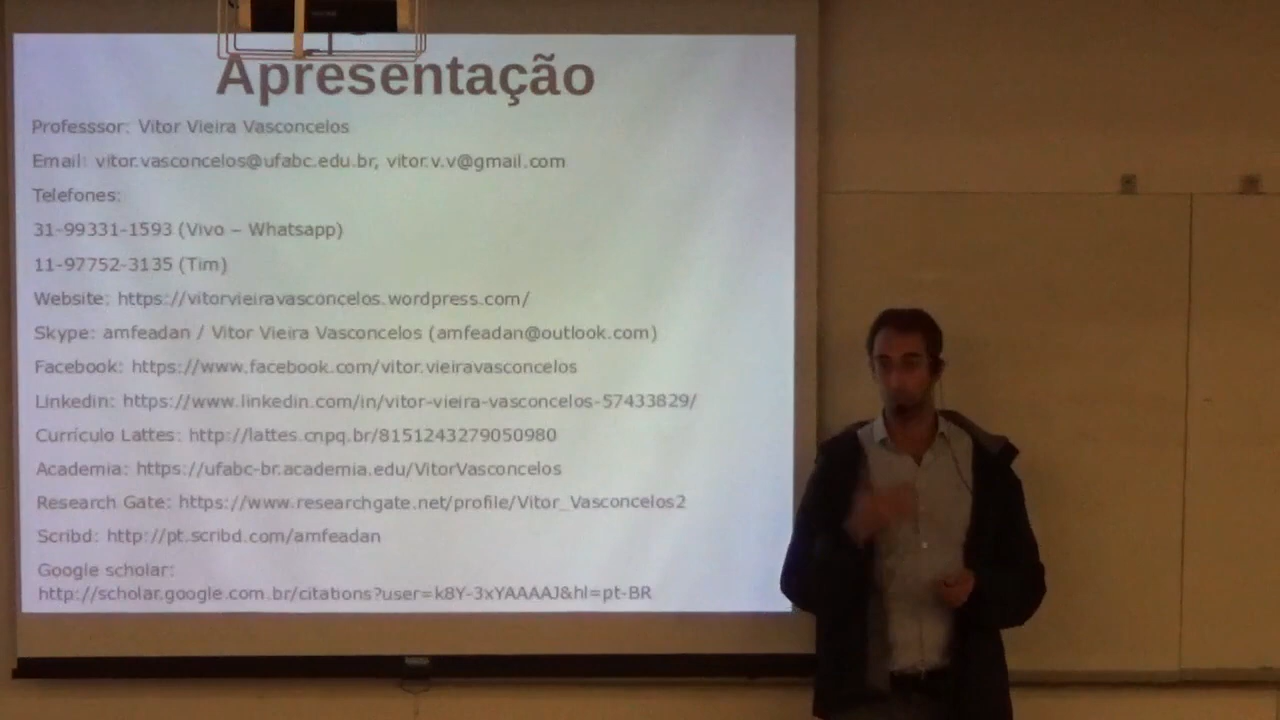 Apresentação
Professsor: Vitor Vieira Vasconcelos
Email: vitor.vasconcelos@ufabc.edu.br, vitor.v.v@gmail.com
Telefones:
31-99331-1593 (Vivo – Whatsapp)
11-97752-3135 (Tim)
Website: https://vitorvieiravasconcelos.wordpress.com/
Skype: amfeadan / Vitor Vieira Vasconcelos (amfeadan@outlook.com)
Facebook: https://www.facebook.com/vitor.vieiravasconcelos
Linkedin: https://www.linkedin.com/in/vitor-vieira-vasconcelos-57433829/
Currículo Lattes: http://lattes.cnpq.br/8151243279050980
Academia: https://ufabc-br.academia.edu/VitorVasconcelos
Research Gate: https://www.researchgate.net/profile/Vitor_Vasconcelos2
Scribd: http://pt.scribd.com/amfeadan
Google scholar:
http://scholar.google.com.br/citations?user=k8Y-3xYAAAAJ&hl=pt-BR